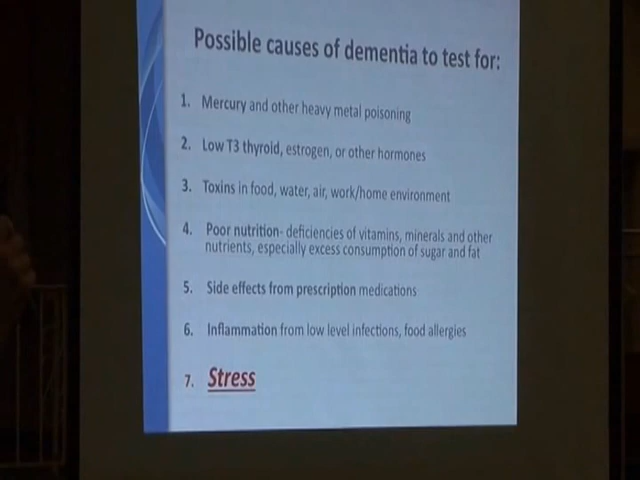 Possible causes of dementia to test for:
1. Mercury and other heavy metal poisoning
2. Low T3 thyroid, estrogen, or other hormones
3. Toxins in food, water, air, work/home environment
4. Poor nutrition- deficiencies of vitamins, minerals and other
nutrients, especially excess consumption of sugar and fat
5. Side effects from prescription medications
6. Inflammation from low level infections, food allergies
7. Stress